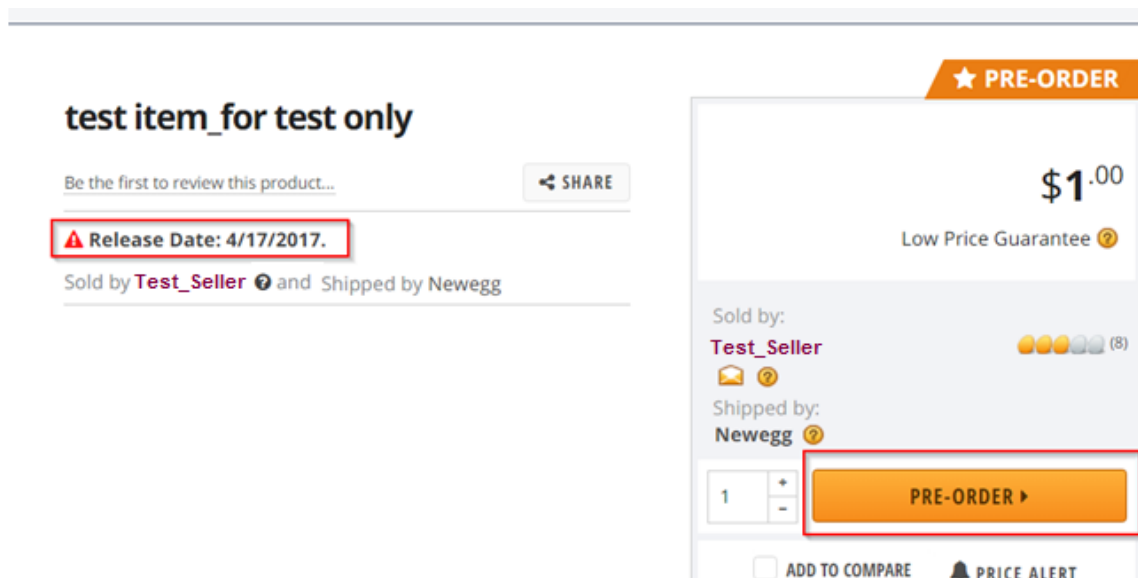 PRE-ORDER
test item_for test only
Be the first to review this product...
SHARE
Release Date: 4/17/2017.
Sold by Test_Seller ? and Shipped by Newegg
$1.00
Low Price Guarantee ?
Sold by:
Test_Seller
(8)
?
Shipped by:
Newegg ?
1
+
-
PRE-ORDER
ADD TO COMPARE
PRICE ALERT